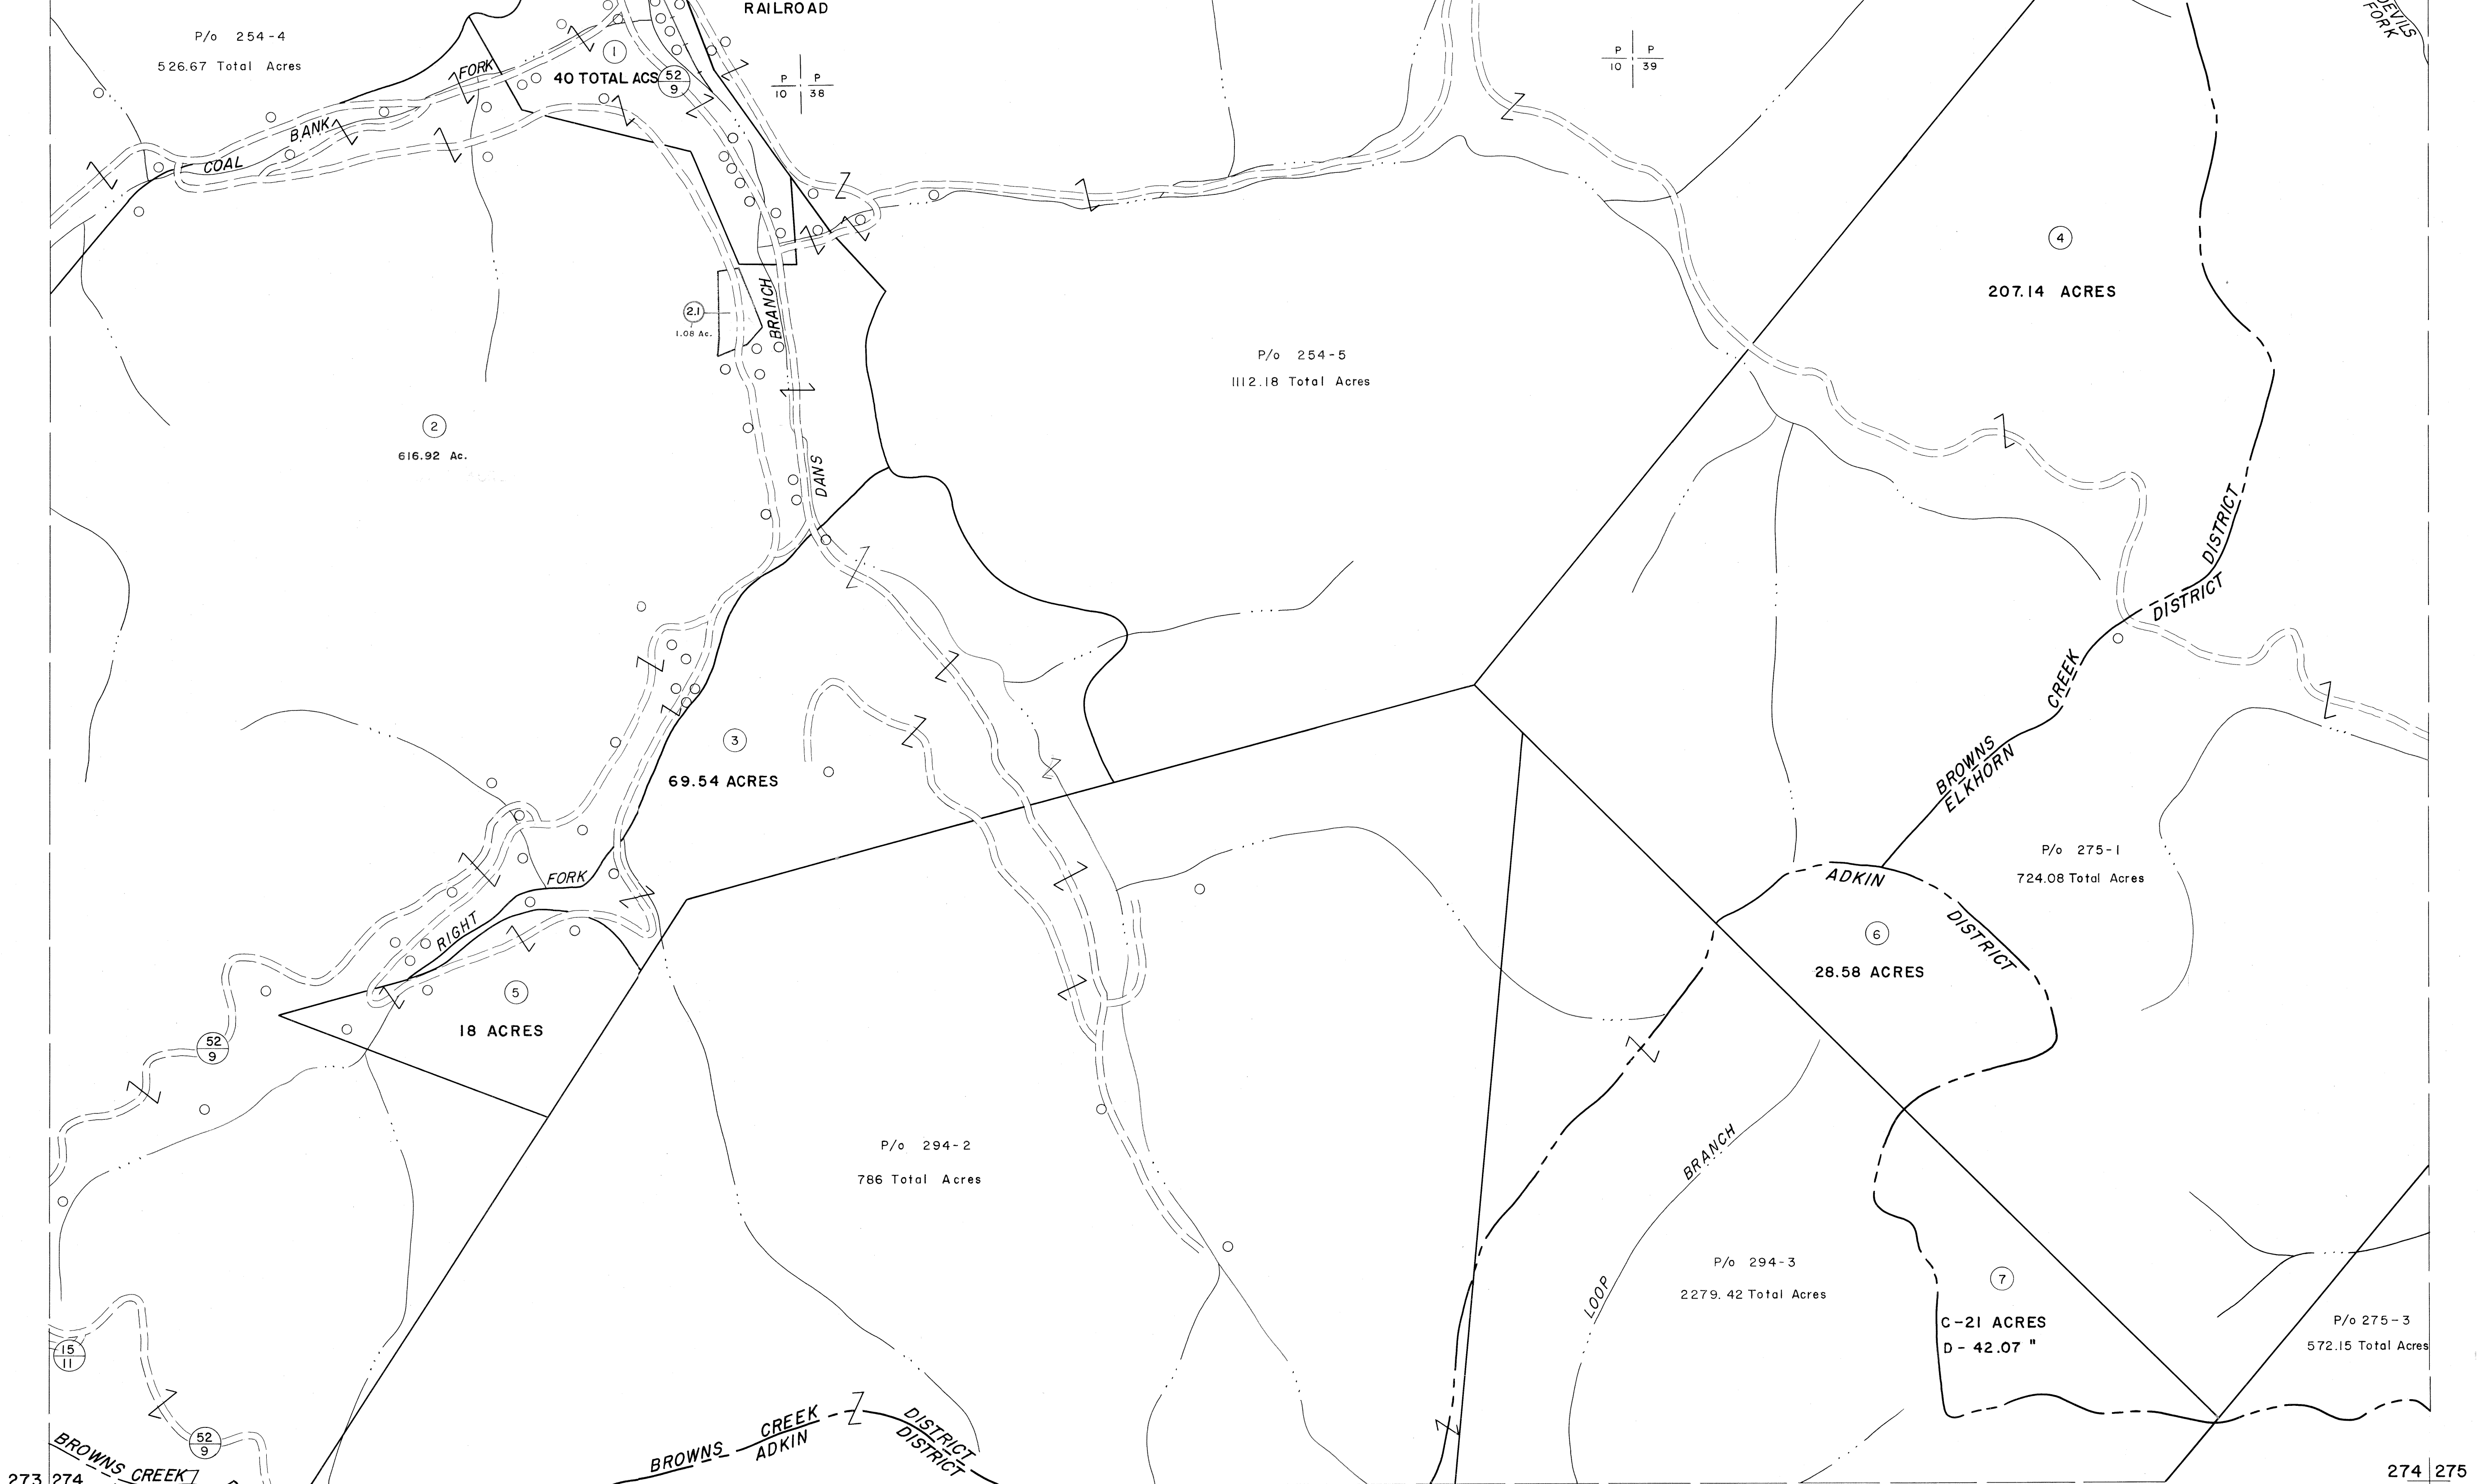 RAILROAD
DEVILS
FORK
P/o 254-4
526.67 Total Acres
1
FORK
40 TOTAL ACS
52
9
P P
10 38
P P
10 39
BANK
COAL
4
207.14 ACRES
2.1
1.08 Ac.
BRANCH
P/o 254-5
1112.18 Total Acres
2
616.92 Ac.
DANS
DISTRICT
DISTRICT
CREEK
3
69.54 ACRES
BROWNS
ELKHORN
P/o 275-1
724.08 Total Acres
ADKIN
FORK
RIGHT
DISTRICT
6
28.58 ACRES
5
18 ACRES
52
9
P/o 294-2
786 Total Acres
BRANCH
LOOP
P/o 294-3
2279.42 Total Acres
7
C-21 ACRES
D- 42.07 "
P/o 275-3
572.15 Total Acres
15
11
52
9
BROWNS CREEK
BROWNS CREEK DISTRICT
ADKIN DISTRICT
273 274
274 275